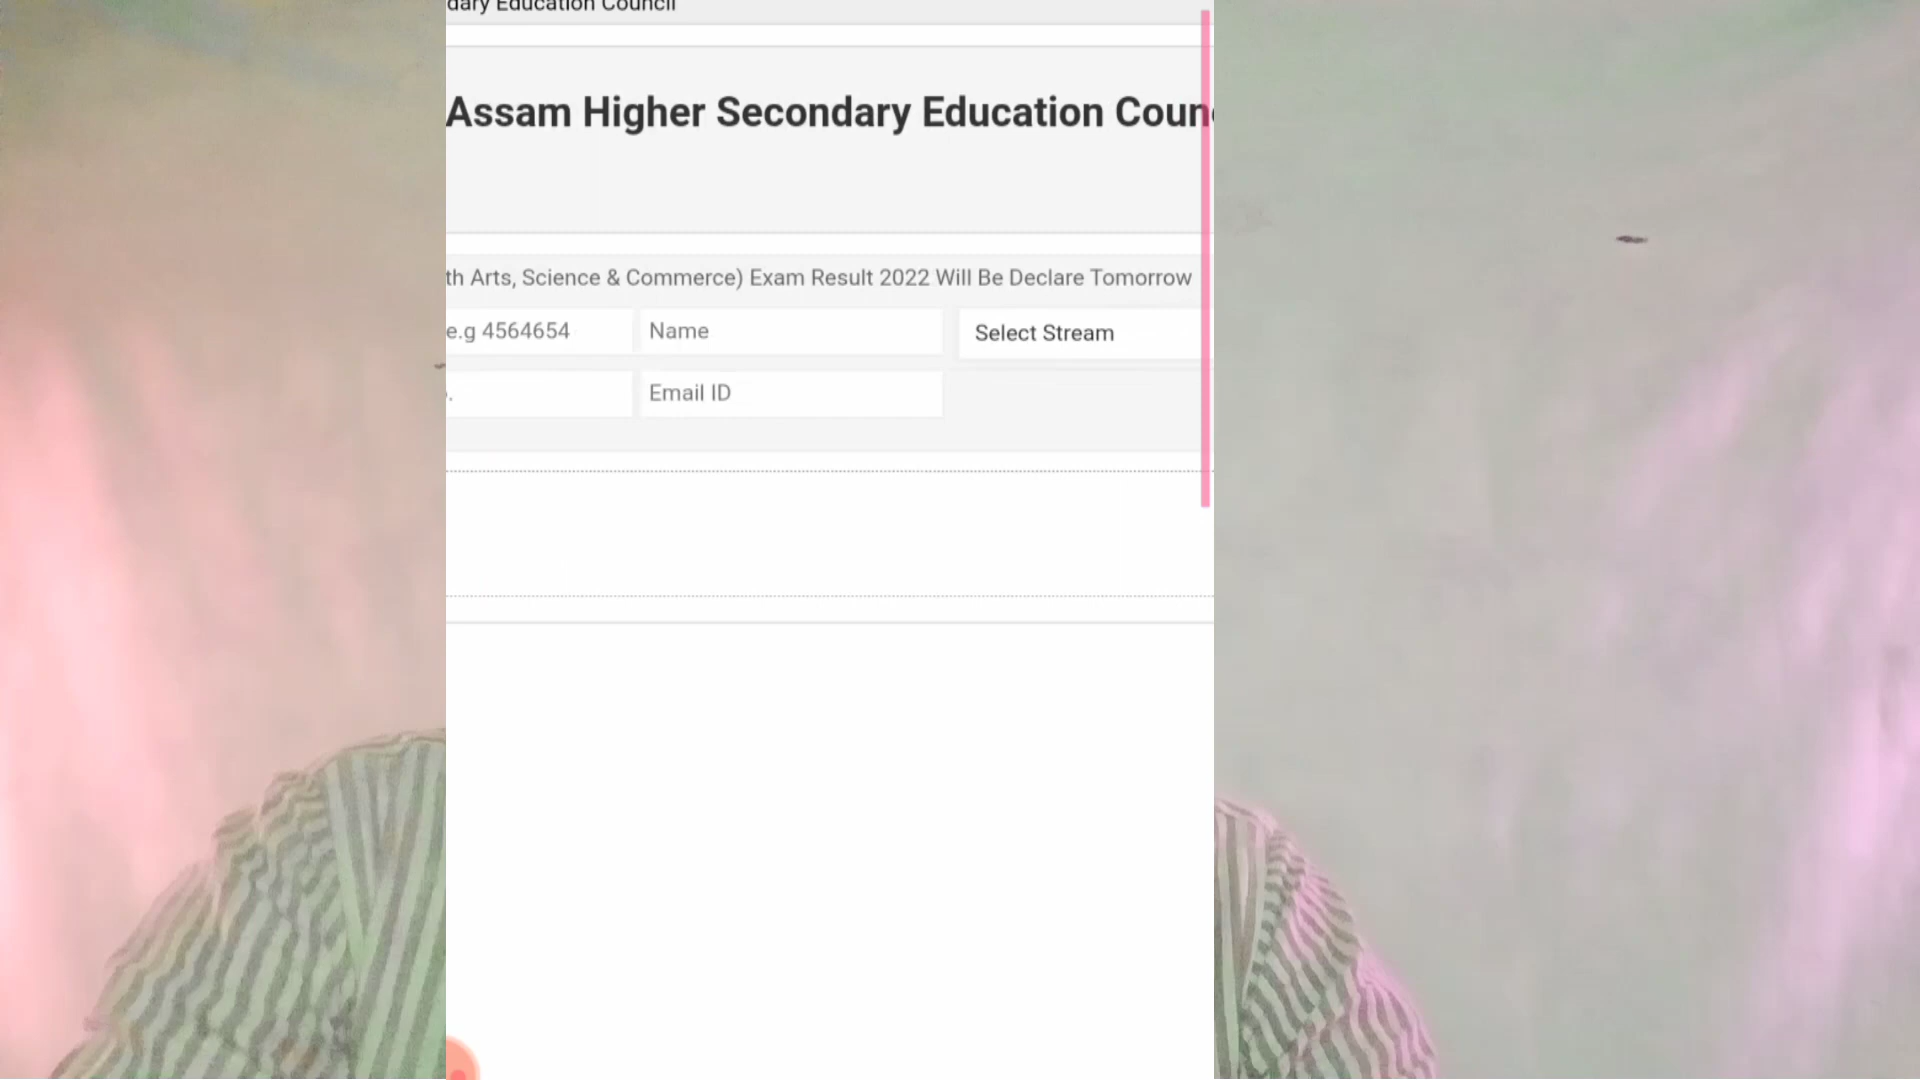 dary Education Council
Assam Higher Secondary Education Coun
th Arts, Science & Commerce) Exam Result 2022 Will Be Declare Tomorrow
e.g 4564654
Name
Select Stream
Email ID